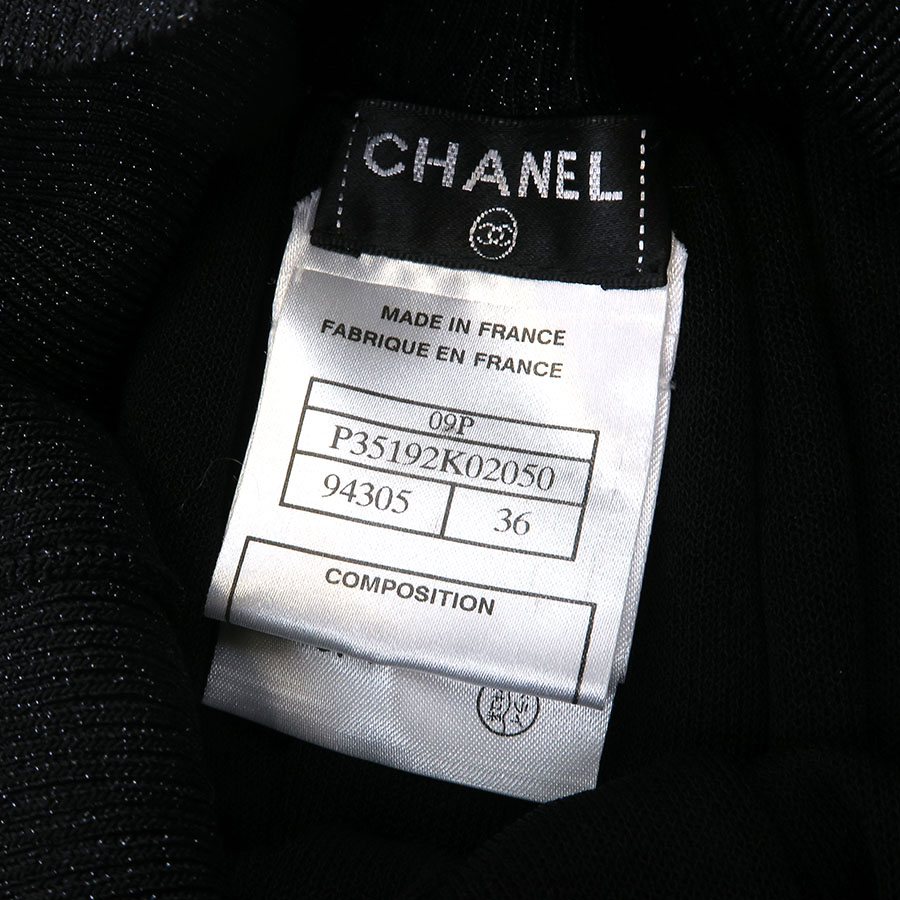 CHANEL
MADE IN FRANCE
FABRIQUE EN FRANCE
09P
P35192K02050
94305 36
COMPOSITION